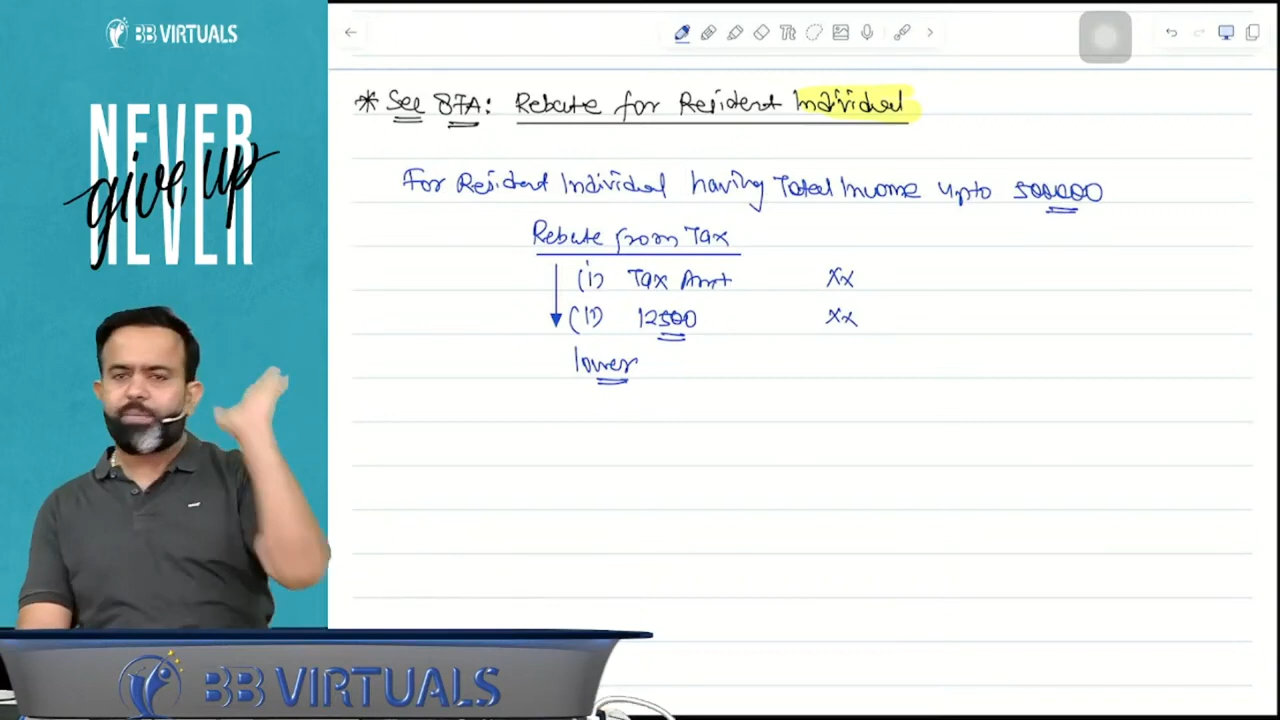 BB VIRTUALS
NEVER
give up
NEVER
* Sec 87A: Rebate for Resident Individual
For Resident Individual having Total Income upto 500000
Rebate from Tax
(i) Tax Amt xx
(ii) 12500 xx
lower
BB VIRTUALS